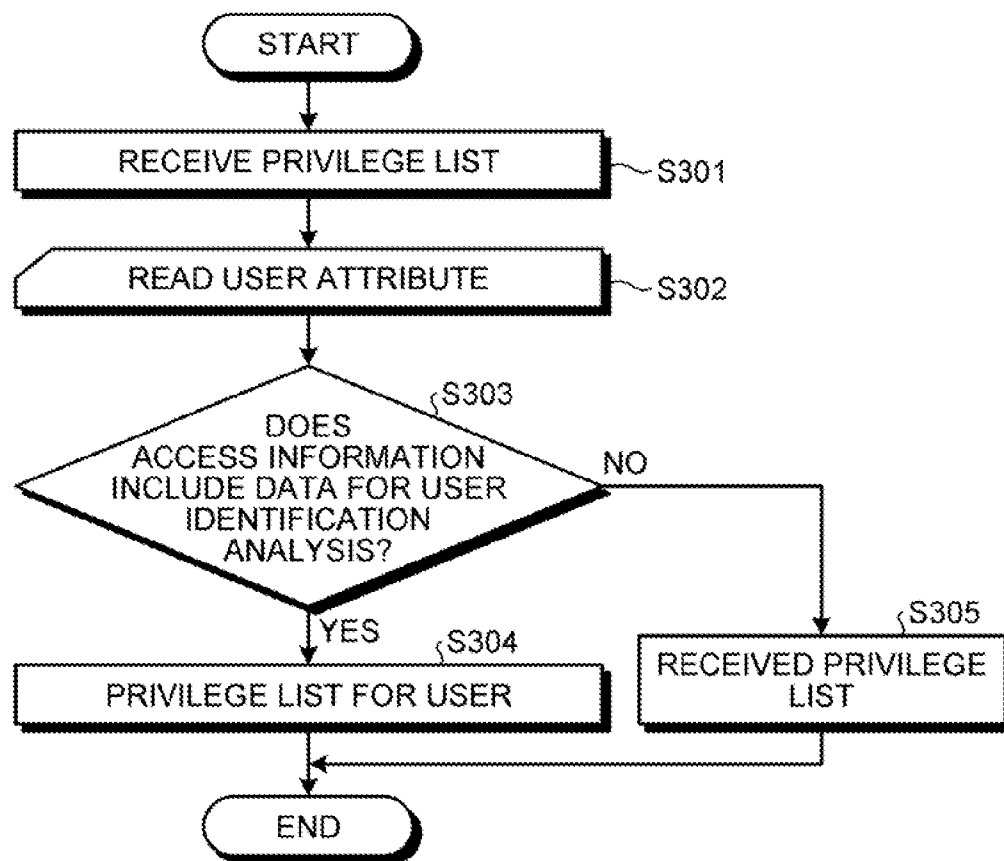 START
RECEIVE PRIVILEGE LIST
S301
READ USER ATTRIBUTE
S302
S303
DOES
ACCESS INFORMATION
INCLUDE DATA FOR USER
IDENTIFICATION
ANALYSIS?
NO
YES
S304
PRIVILEGE LIST FOR USER
S305
RECEIVED PRIVILEGE
LIST
END